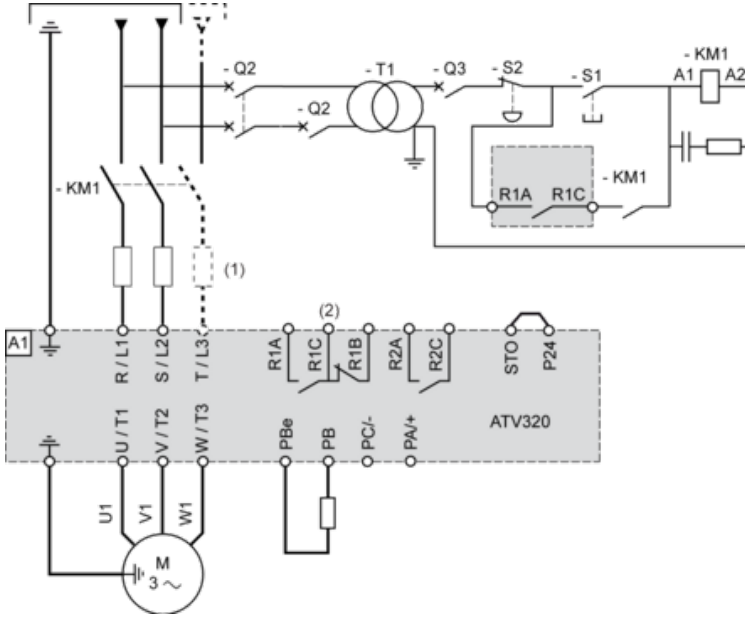 - Q2
- T1
- Q3
- S2
- S1
- KM1
A1
A2
- Q2
- KM1
R1A
R1C
- KM1
(1)
(2)
A1
R / L1
S / L2
T / L3
R1A
R1C
R1B
R2A
R2C
STO
P24
ATV320
U / T1
V / T2
W / T3
PBe
PB
PC/-
PA/+
U1
V1
W1
M
3 ~